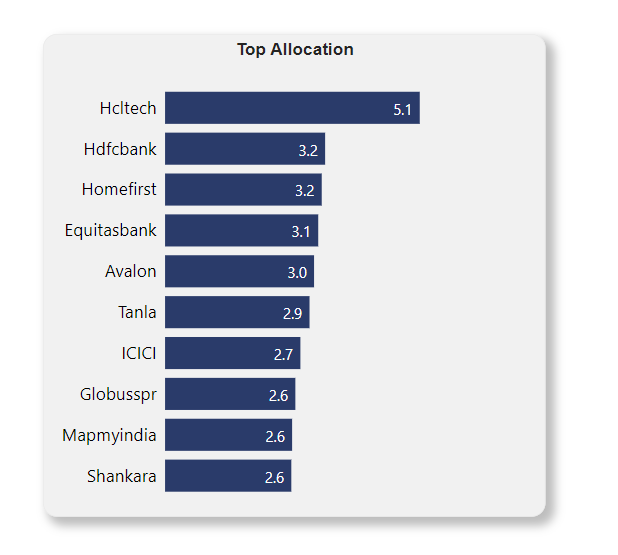 Top Allocation
Hcltech 5.1
Hdfcbank 3.2
Homefirst 3.2
Equitasbank 3.1
Avalon 3.0
Tanla 2.9
ICICI 2.7
Globusspr 2.6
Mapmyindia 2.6
Shankara 2.6